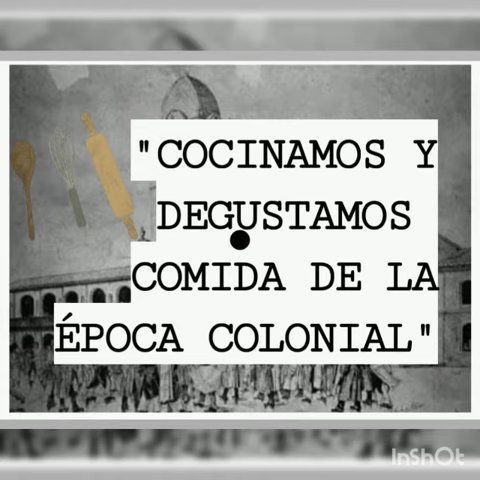 "COCINAMOS Y
DEGUSTAMOS
COMIDA DE LA
ÉPOCA COLONIAL"
InShOt